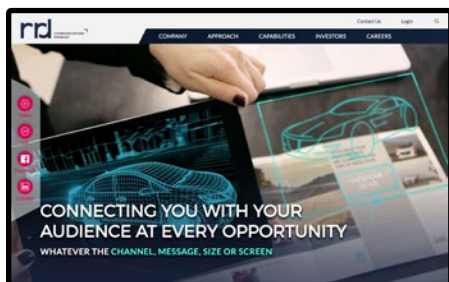 Contact Us Login
rrd
COMPANY APPROACH CAPABILITIES INVESTORS CAREERS
CONNECTING YOU WITH YOUR
AUDIENCE AT EVERY OPPORTUNITY
WHATEVER THE CHANNEL, MESSAGE, SIZE OR SCREEN